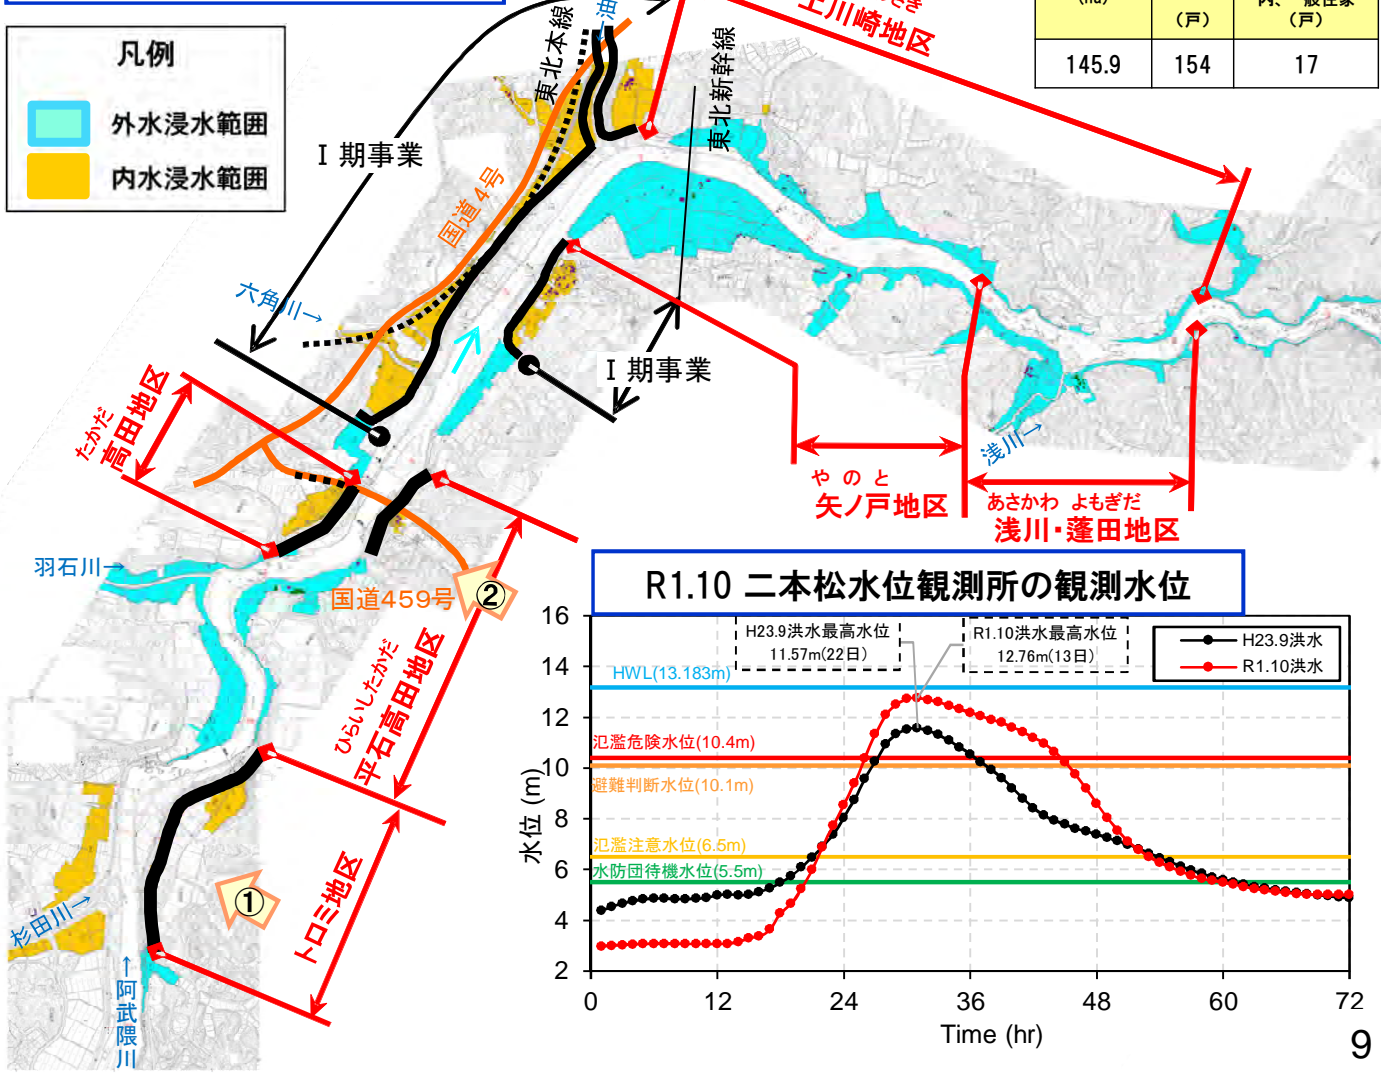 凡例
外水浸水範囲
内水浸水範囲
Ⅰ期事業
東北本線
国道4号
六角川→
東北新幹線
上川崎地区
(ha)
(戸)
(戸)
145.9
154
17
Ⅰ期事業
たかだ
高田地区
やのと
矢ノ戸地区
浅川→
あさかわ よもぎだ
浅川・蓬田地区
羽石川→
国道459号
②
ひらいしたかだ
平石高田地区
トロミ地区
①
杉田川→
→阿武隈川
R1.10 二本松水位観測所の観測水位
H23.9洪水最高水位
11.57m(22日)
R1.10洪水最高水位
12.76m(13日)
H23.9洪水
R1.10洪水
HWL(13.183m)
氾濫危険水位(10.4m)
避難判断水位(10.1m)
氾濫注意水位(6.5m)
水防団待機水位(5.5m)
水位 (m)
16
14
12
10
8
6
4
2
0
12
24
36
48
60
72
Time (hr)
9